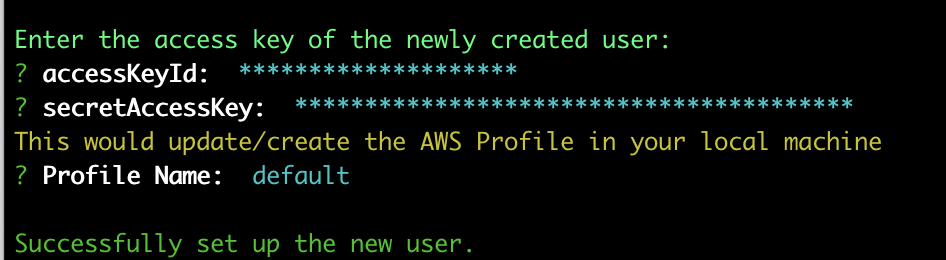 Enter the access key of the newly created user:
? accessKeyId:  ********************
? secretAccessKey:  ****************************************
This would update/create the AWS Profile in your local machine
? Profile Name:  default
Successfully set up the new user.